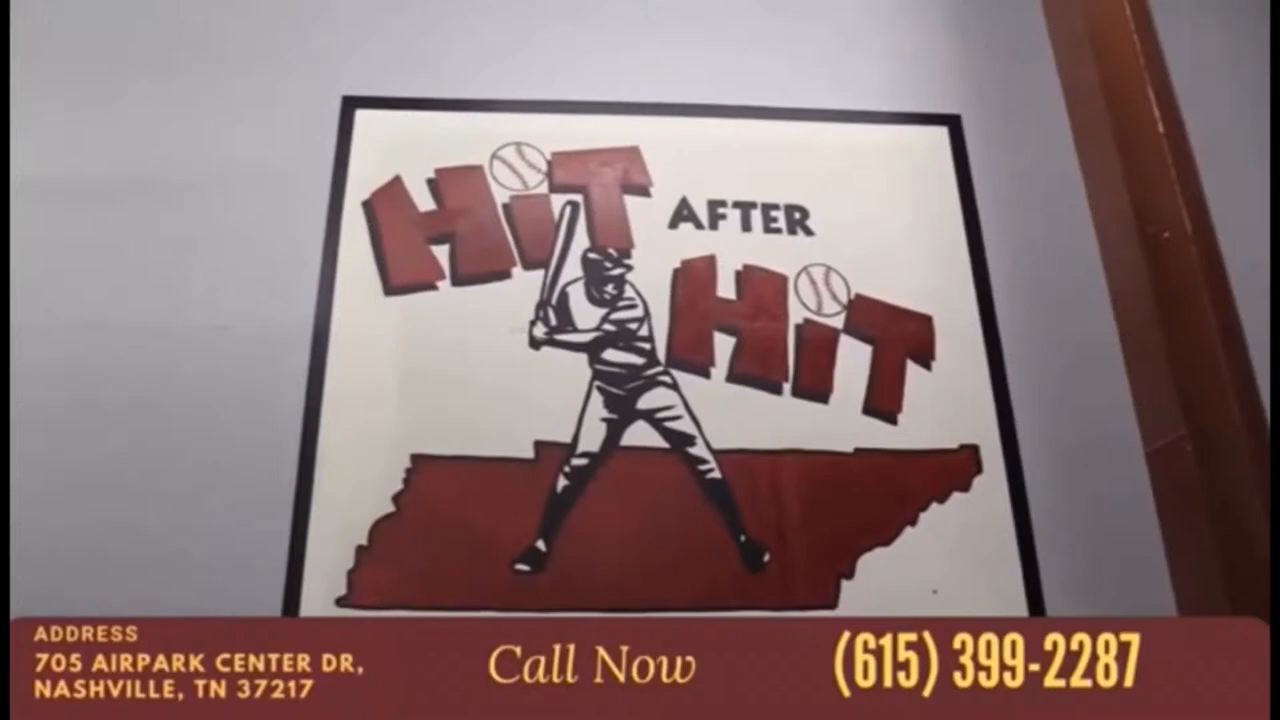 HiT
AFTER
HiT
ADDRESS
705 AIRPARK CENTER DR,
NASHVILLE, TN 37217
Call Now
(615) 399-2287